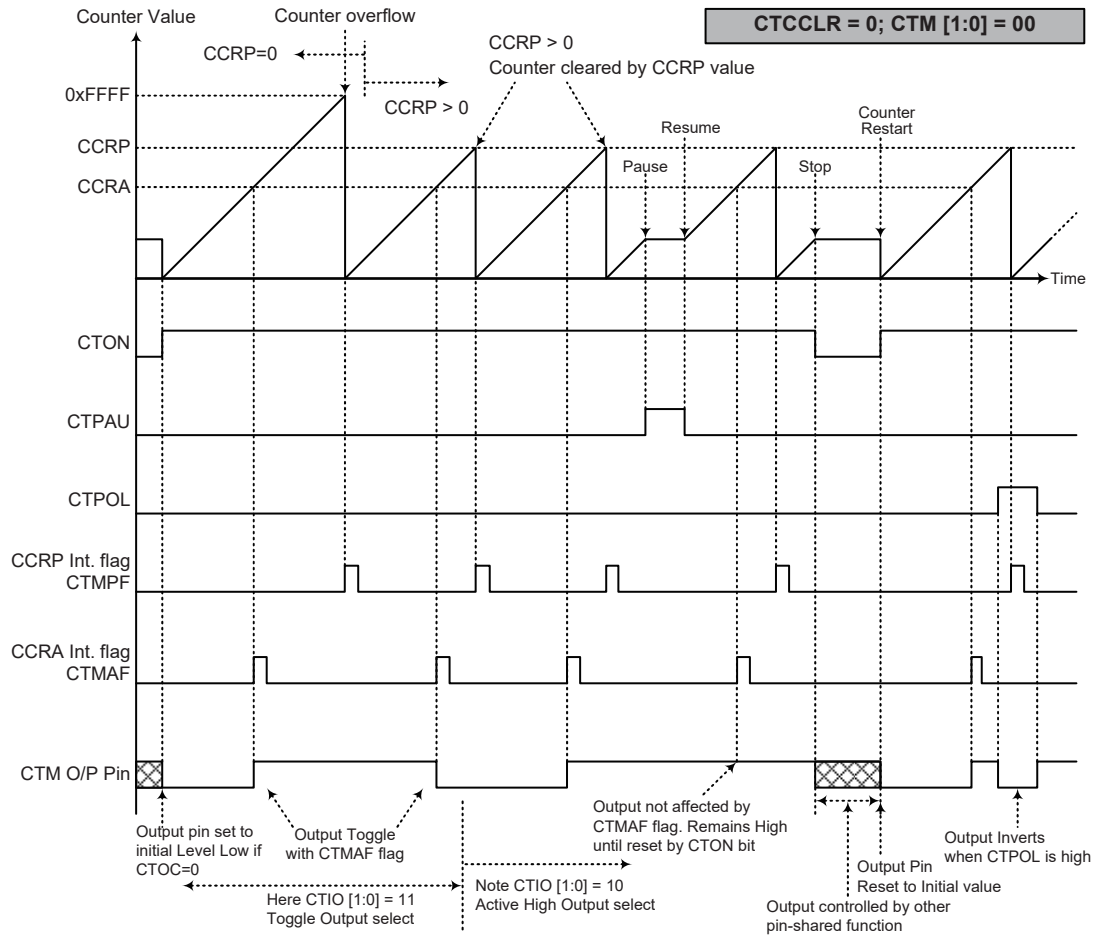 Counter Value
Counter overflow
CTCCLR = 0; CTM [1:0] = 00
CCRP=0
CCRP > 0
CCRP > 0
Counter cleared by CCRP value
0xFFFF
CCRP
CCRA
Pause
Resume
Stop
Counter
Restart
Time
CTON
CTPAU
CTPOL
CCRP Int. flag
CTMPF
CCRA Int. flag
CTMAF
CTM O/P Pin
Output pin set to
initial Level Low if
CTOC=0
Output Toggle
with CTMAF flag
Here CTIO [1:0] = 11
Toggle Output select
Note CTIO [1:0] = 10
Active High Output select
Output not affected by
CTMAF flag. Remains High
until reset by CTON bit
Output controlled by other
pin-shared function
Output Pin
Reset to Initial value
Output Inverts
when CTPOL is high